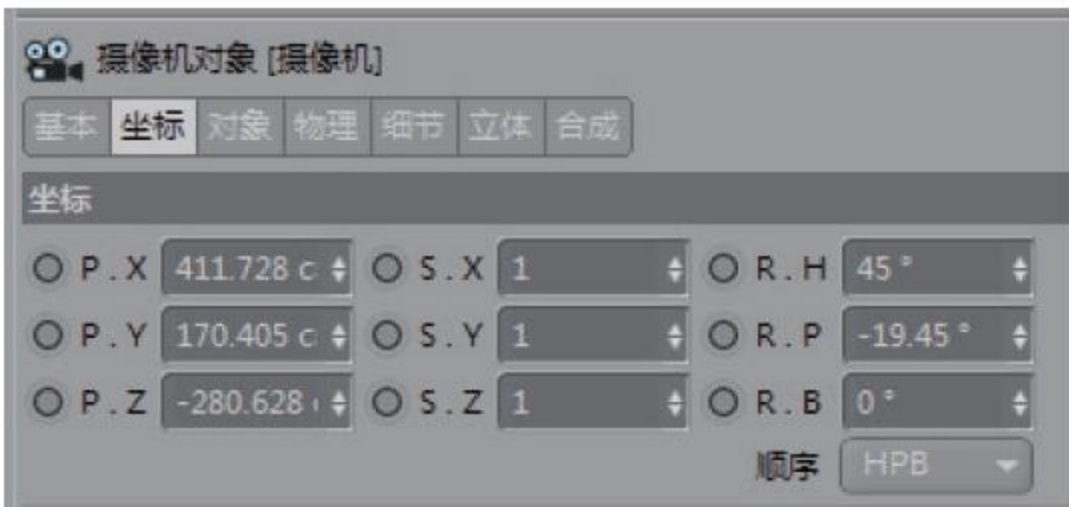 摄像机对象 [摄像机]
基本 坐标 对象 物理 细节 立体 合成
坐标
P . X 411.728 c S . X 1 R . H 45 °
P . Y 170.405 c S . Y 1 R . P -19.45 °
P . Z -280.628 S . Z 1 R . B 0 °
顺序 HPB